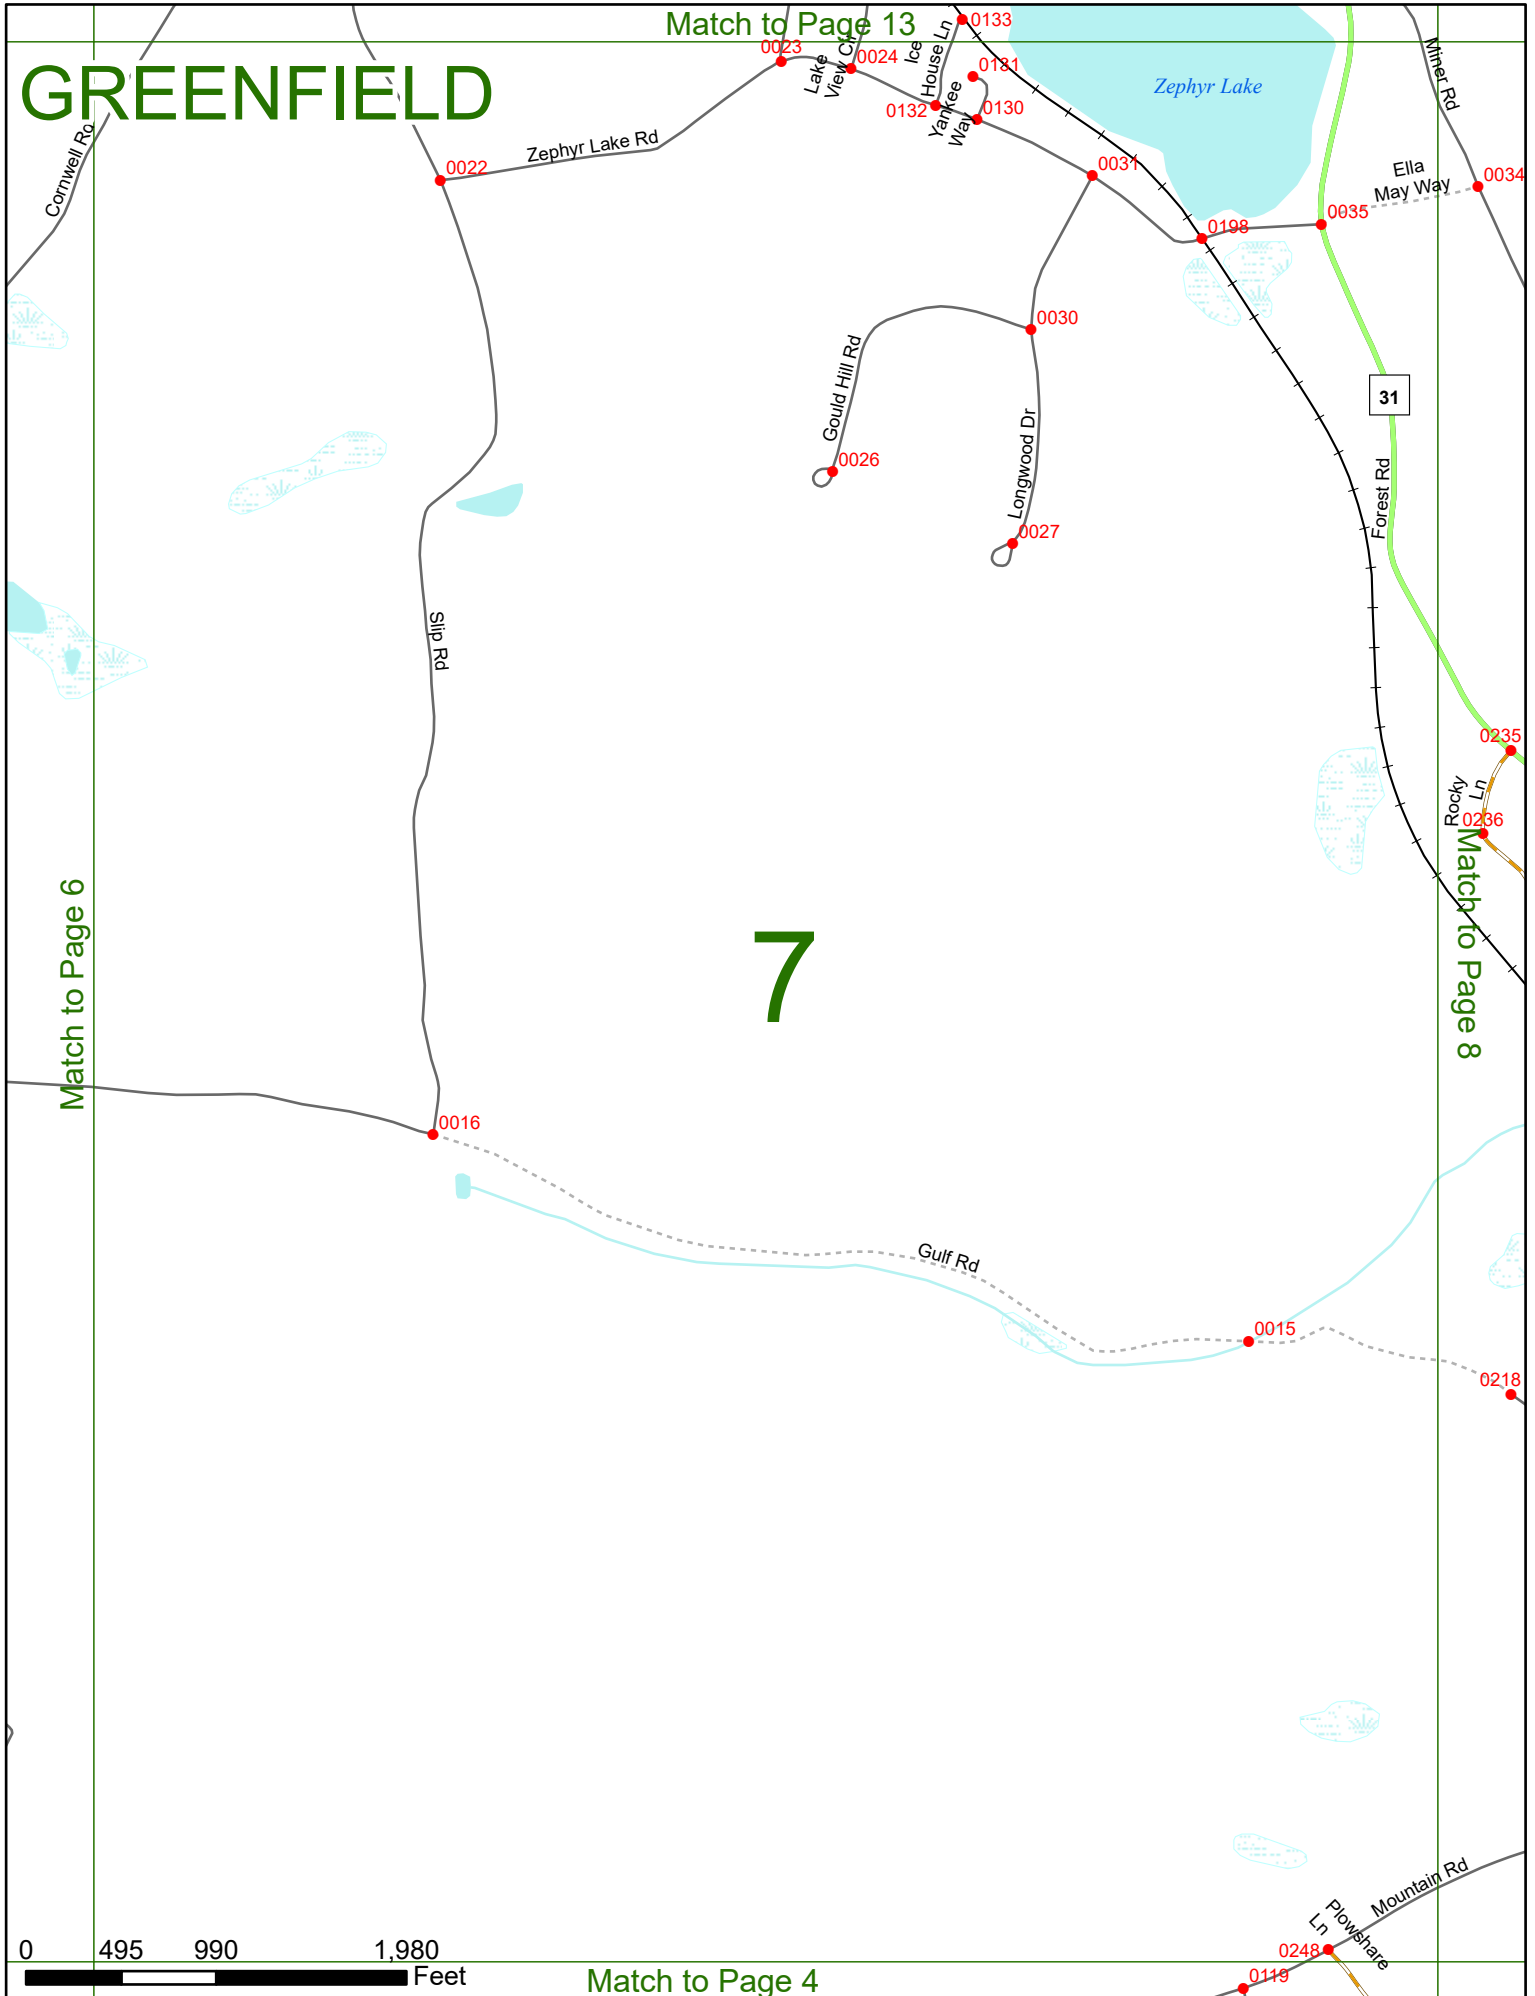 Match to Page 13
GREENFIELD
0133
0023
Lake
View Cir
0024
Ice
House Ln
0131
0132
Yankee
Way
0130
Zephyr Lake
Miner Rd
Cornwell Rd
0022
Zephyr Lake Rd
0031
Ella
May Way
0034
0198
0035
0030
Gould Hill Rd
0026
Longwood Dr
0027
31
Forest Rd
Slip Rd
0235
Rocky
Ln
0236
Match to Page 6
7
Match to Page 8
0016
Gulf Rd
0015
0218
Mountain Rd
Plowshare
Ln
0248
0119
0 495 990 1,980
Feet
Match to Page 4